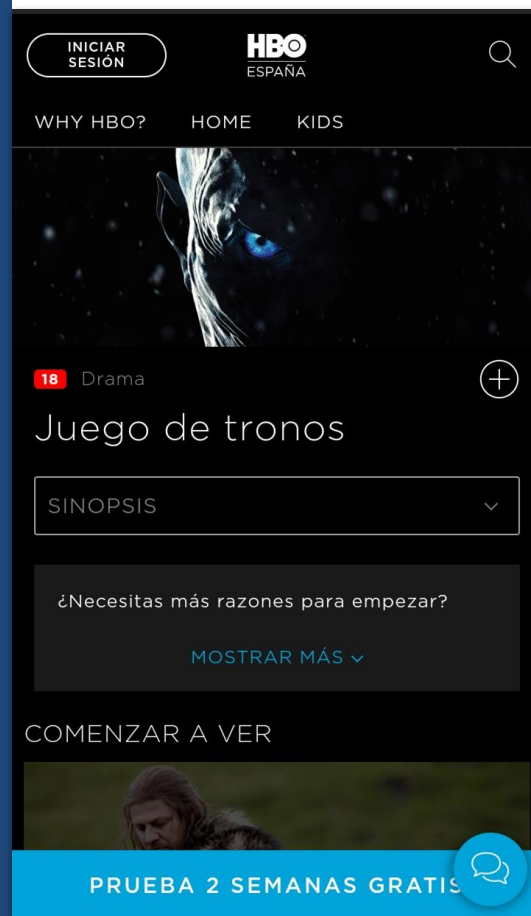 INICIAR
SESIÓN
HBO
ESPAÑA
WHY HBO? HOME KIDS
18 Drama
Juego de tronos
SINOPSIS
¿Necesitas más razones para empezar?
MOSTRAR MÁS
COMENZAR A VER
PRUEBA 2 SEMANAS GRATIS